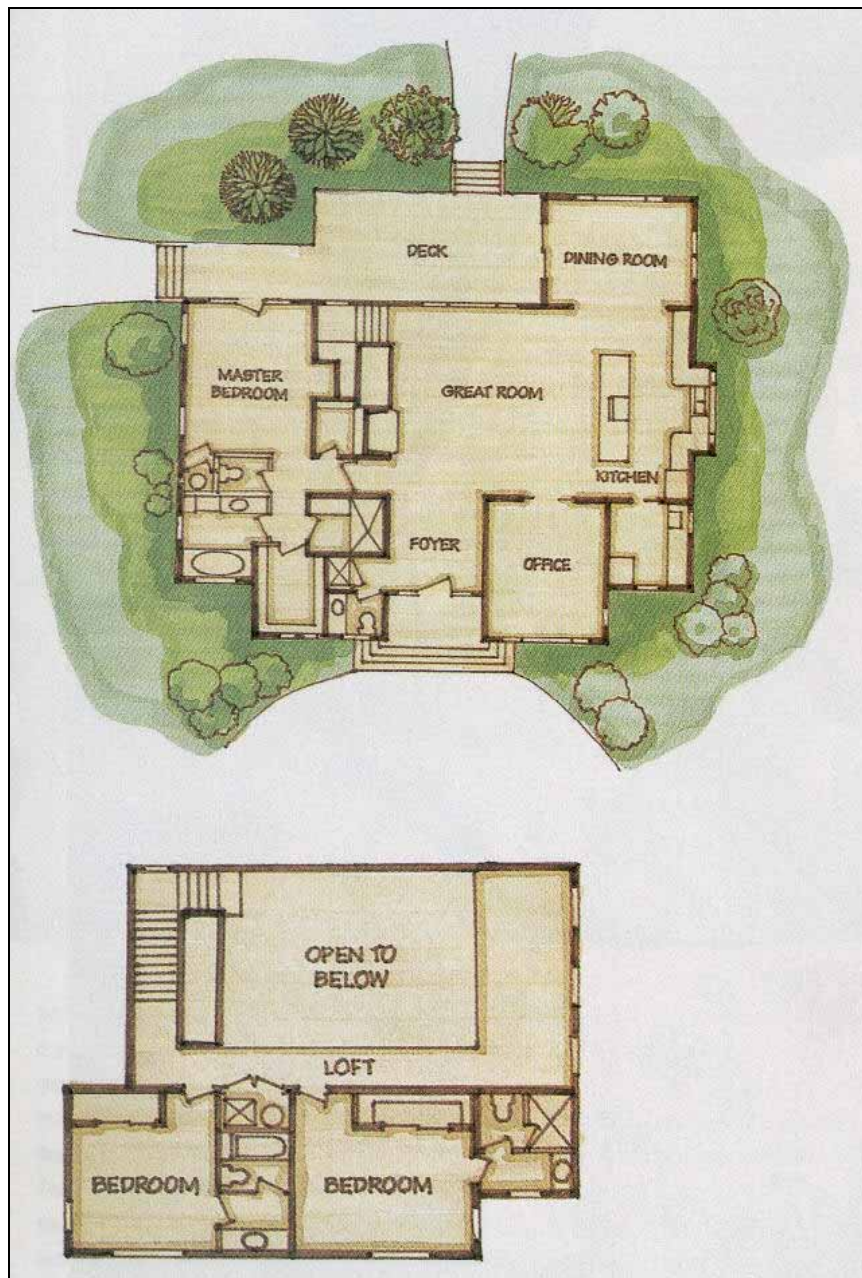 DECK
DINING ROOM
MASTER
BEDROOM
GREAT ROOM
KITCHEN
FOYER
OFFICE
OPEN TO
BELOW
LOFT
BEDROOM
BEDROOM